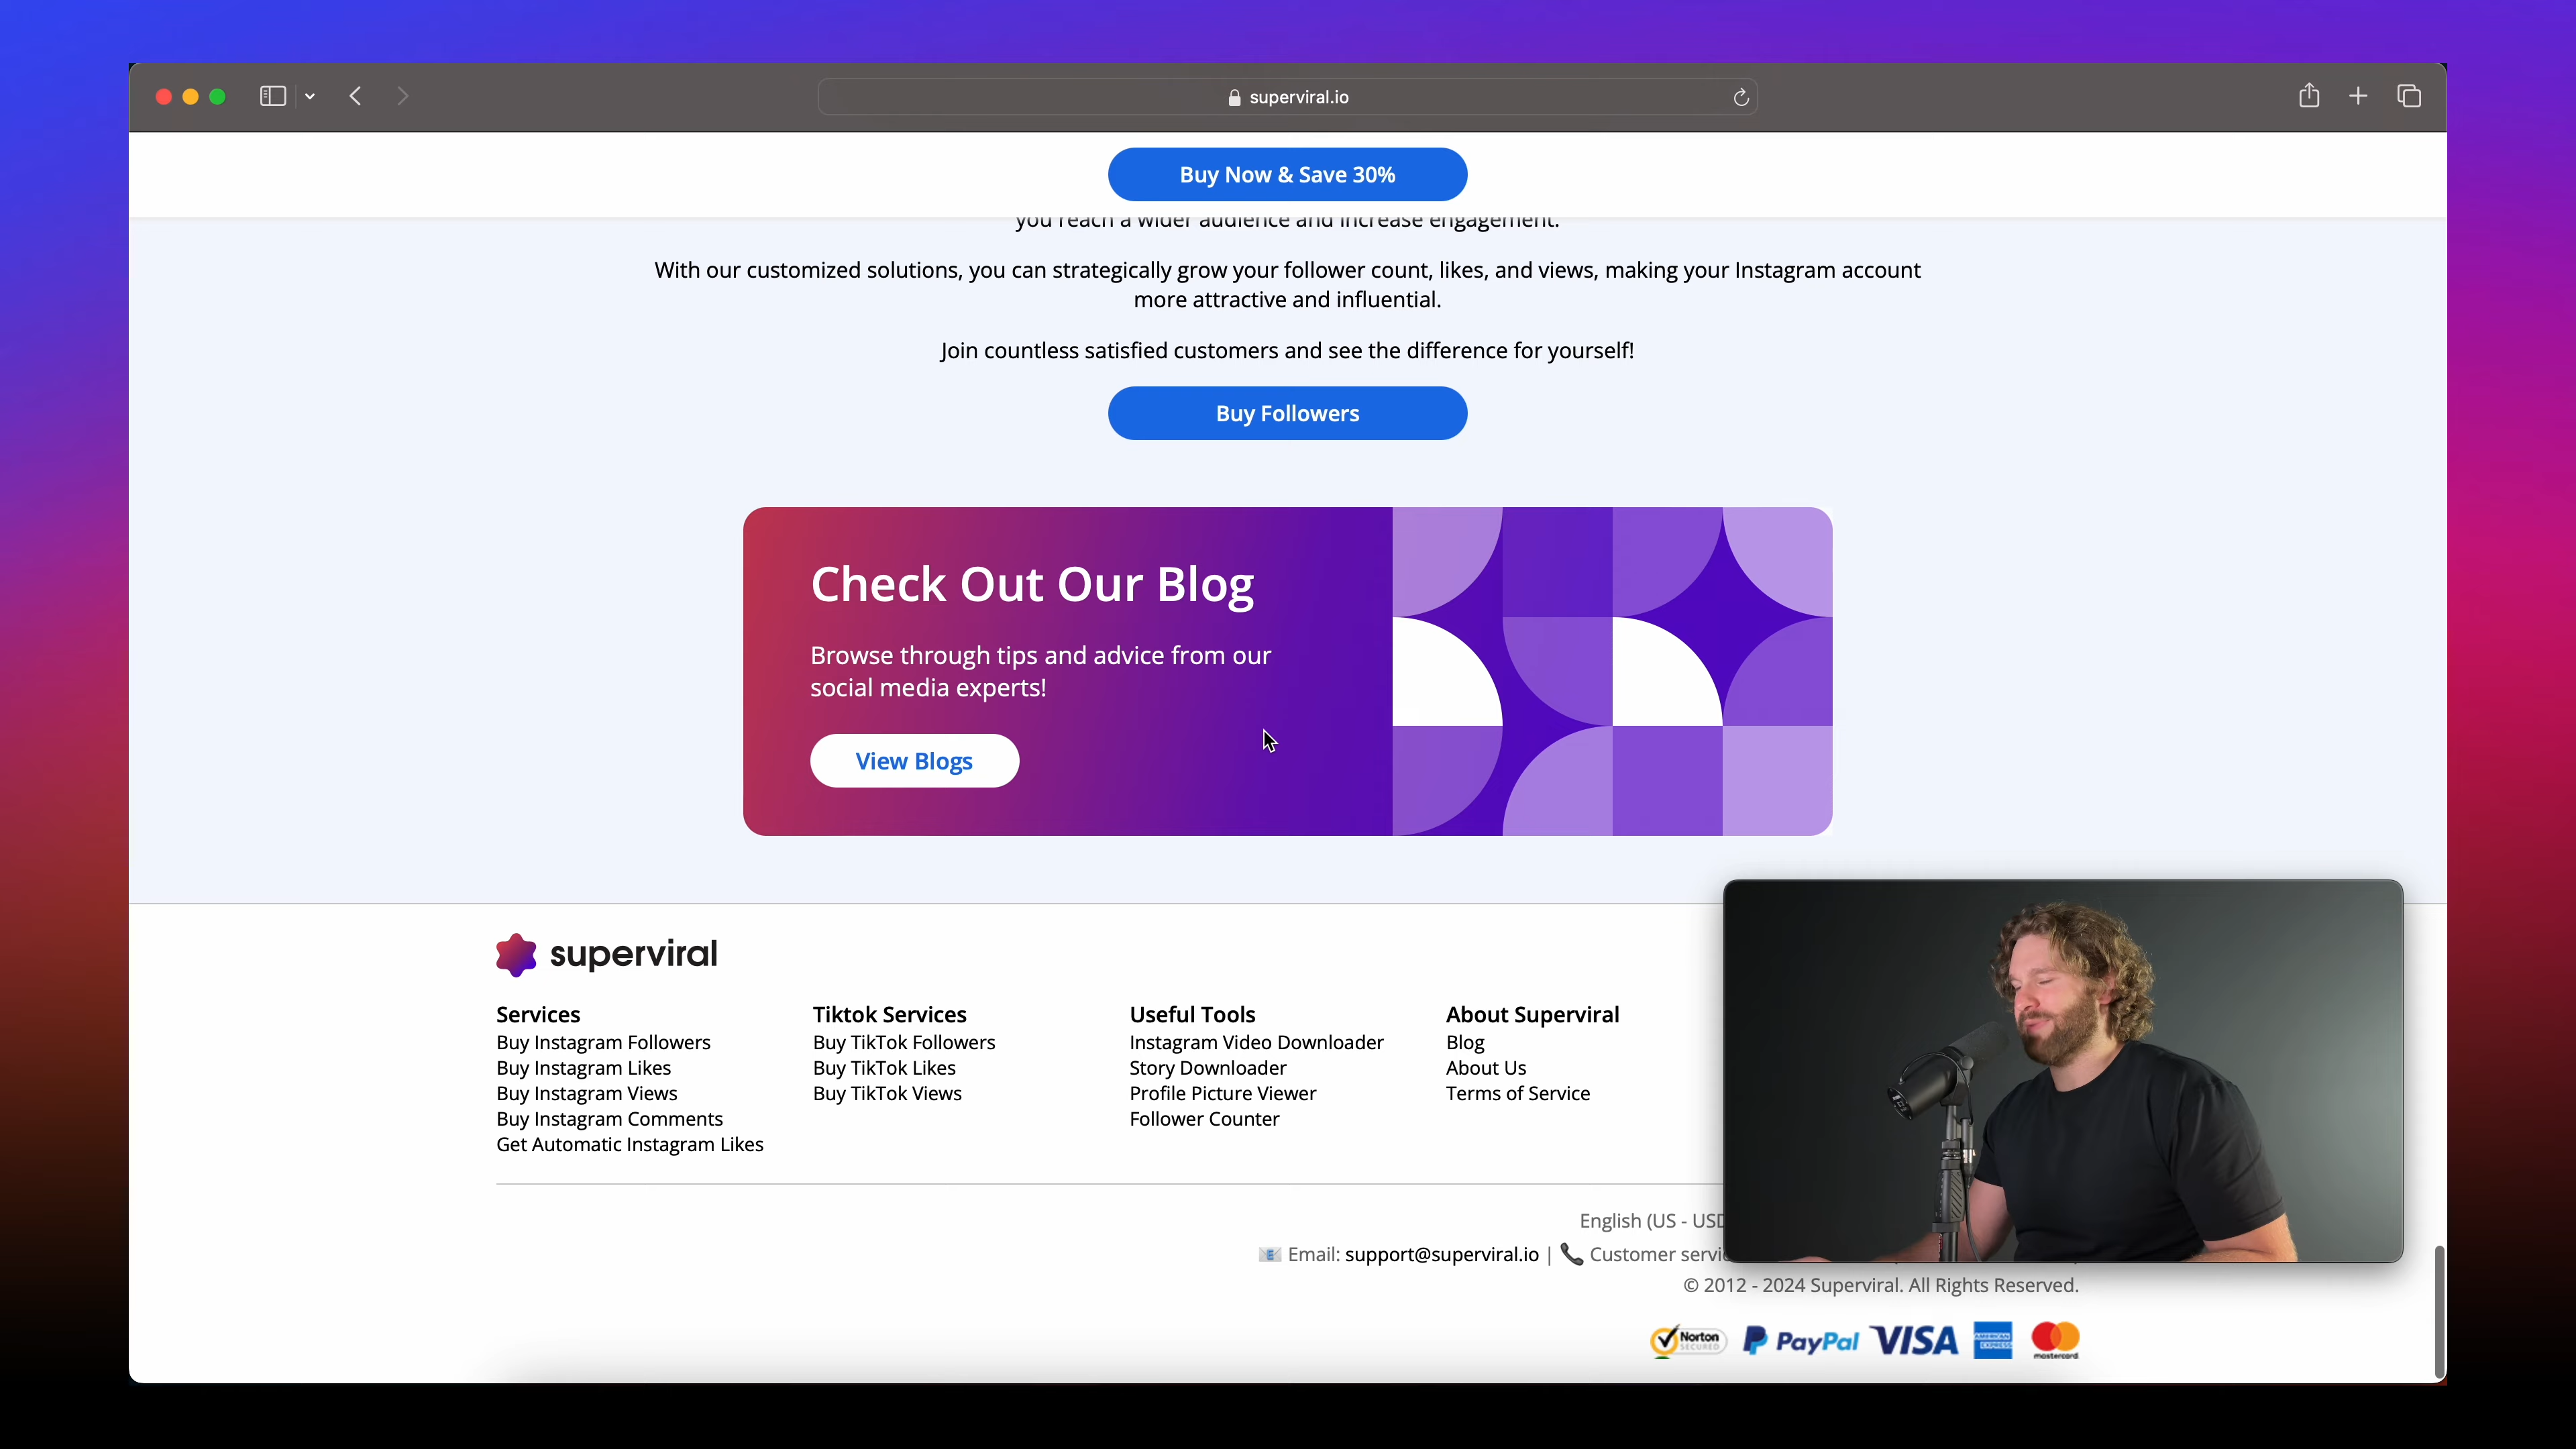 superviral.io
Buy Now & Save 30%
you reach a wider audience and increase engagement.
With our customized solutions, you can strategically grow your follower count, likes, and views, making your Instagram account
more attractive and influential.
Join countless satisfied customers and see the difference for yourself!
Buy Followers
Check Out Our Blog
Browse through tips and advice from our
social media experts!
View Blogs
superviral
Services
Buy Instagram Followers
Buy Instagram Likes
Buy Instagram Views
Buy Instagram Comments
Get Automatic Instagram Likes
Tiktok Services
Buy TikTok Followers
Buy TikTok Likes
Buy TikTok Views
Useful Tools
Instagram Video Downloader
Story Downloader
Profile Picture Viewer
Follower Counter
About Superviral
Blog
About Us
Terms of Service
English (US - USD
Email: support@superviral.io | Customer
© 2012 - 2024 Superviral. All Rights Reserved.
Norton
SECURED
PayPal
VISA
AMERICAN
EXPRESS
mastercard